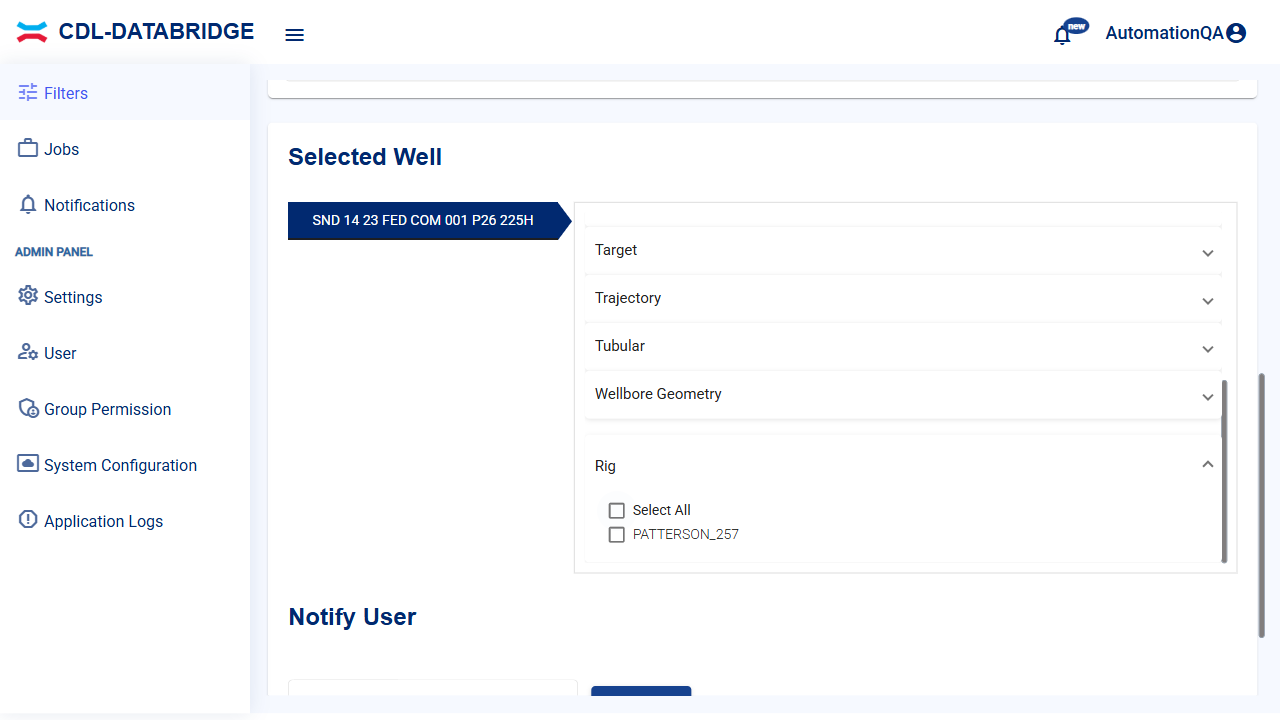 CDL-DATABRIDGE
new
AutomationQA
Filters
Jobs
Notifications
ADMIN PANEL
Settings
User
Group Permission
System Configuration
Application Logs
Selected Well
SND 14 23 FED COM 001 P26 225H
Target
Trajectory
Tubular
Wellbore Geometry
Rig
Select All
PATTERSON_257
Notify User